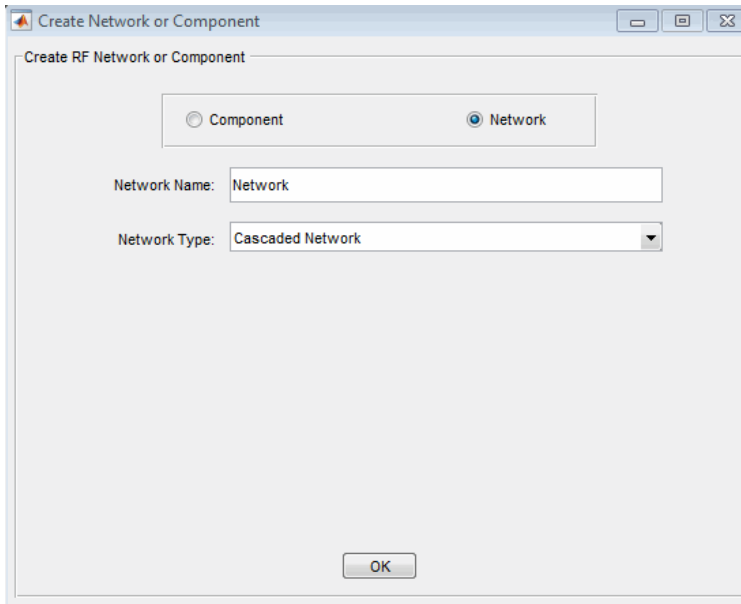 Create Network or Component
Create RF Network or Component
Component Network
Network Name: Network
Network Type: Cascaded Network
OK